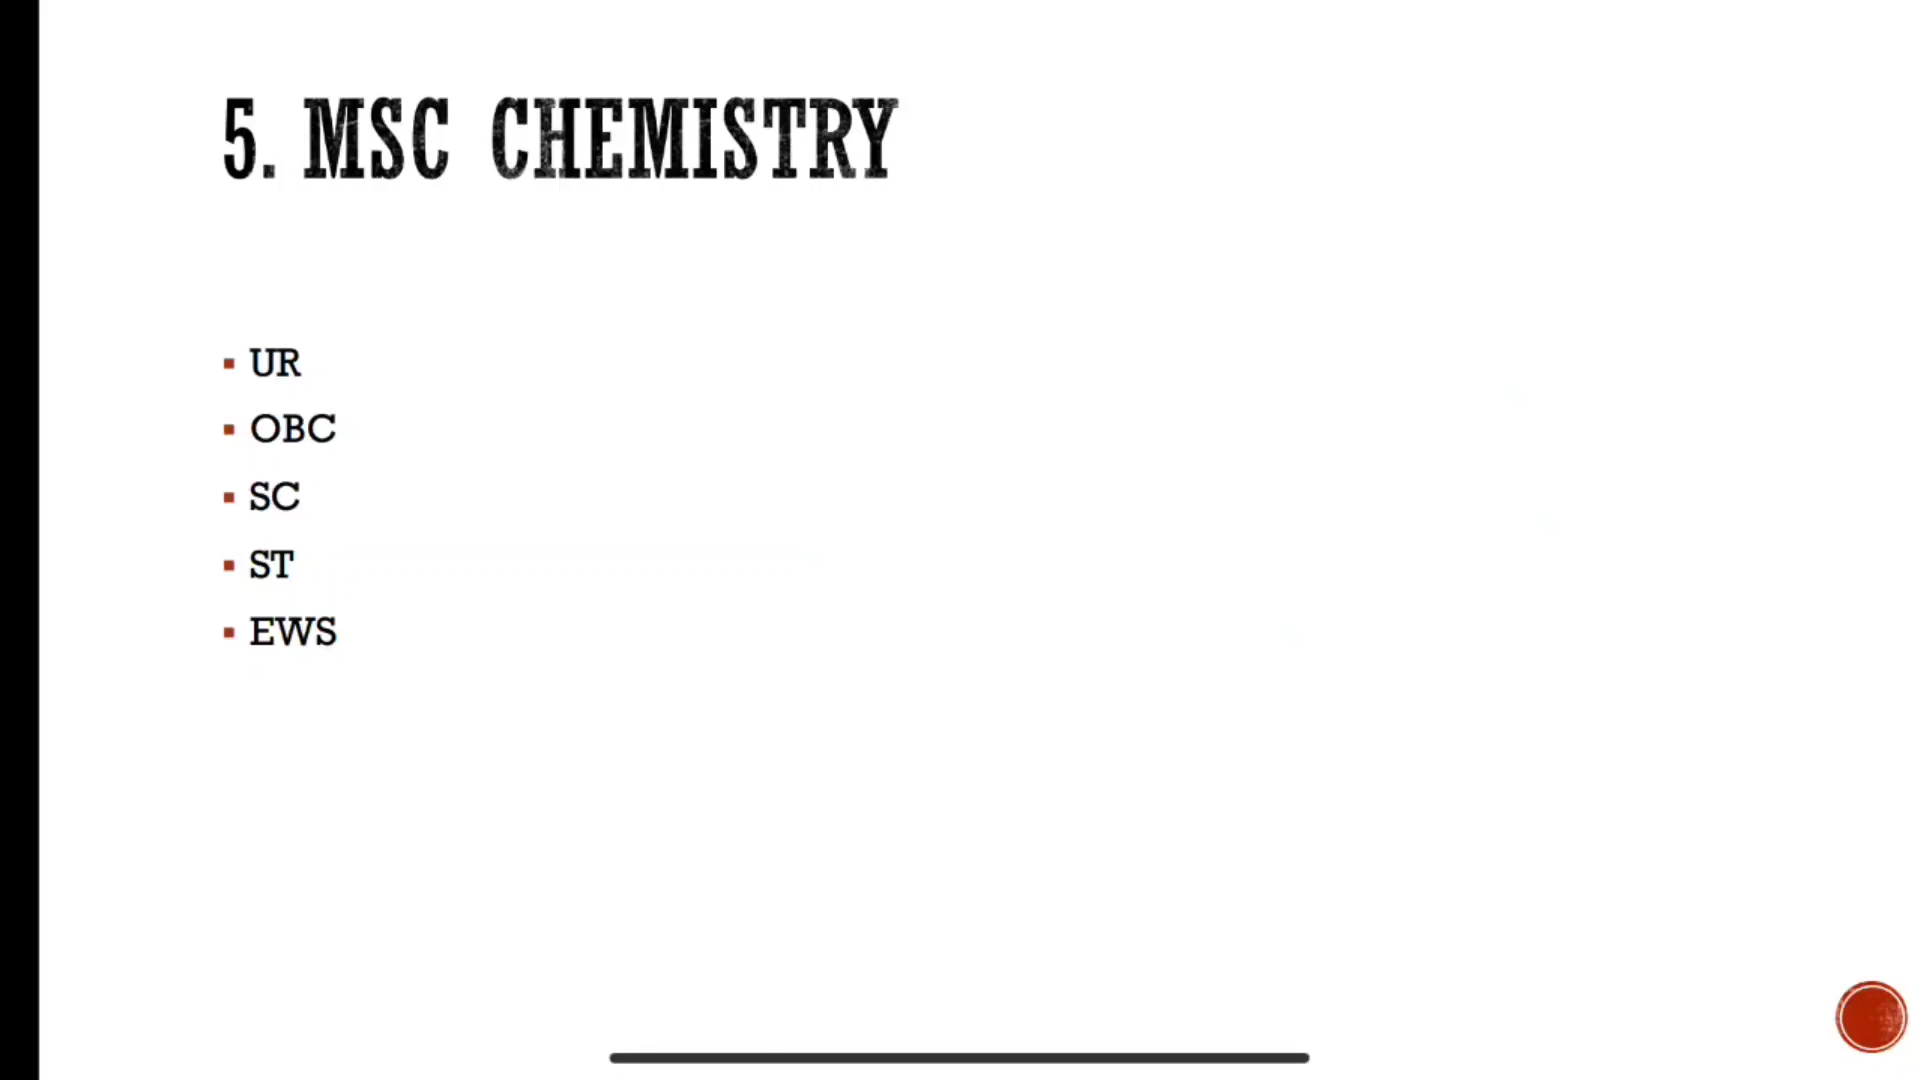 5. MSC CHEMISTRY
▪ UR
▪ OBC
▪ SC
▪ ST
▪ EWS